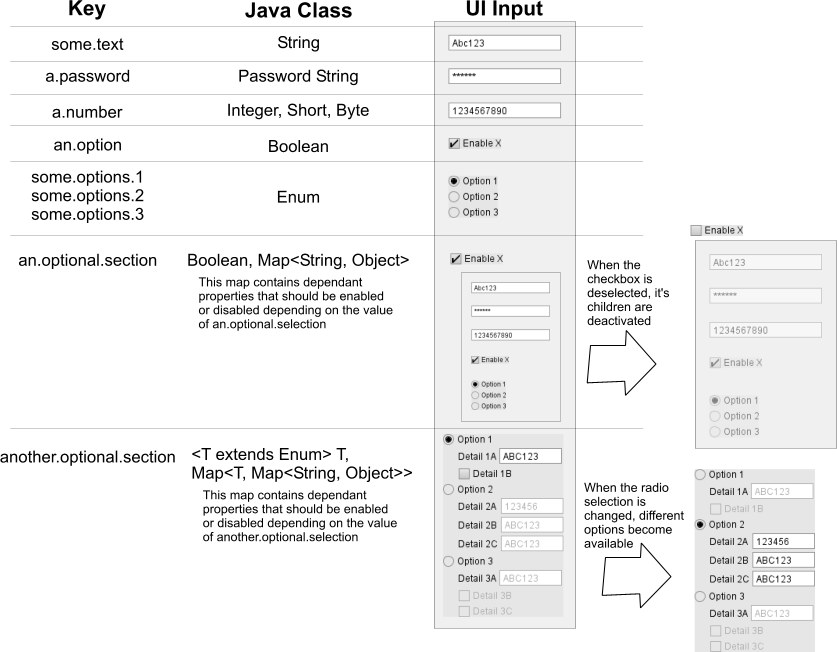 Key Java Class UI Input
some.text String Abc123
a.password Password String ******
a.number Integer, Short, Byte 1234567890
an.option Boolean Enable X
some.options.1
some.options.2
some.options.3
Enum
Option 1
Option 2
Option 3
an.optional.section Boolean, Map<String, Object>
This map contains dependant
properties that should be enabled
or disabled depending on the value
of an.optional.selection
Enable X
Abc123
******
1234567890
Enable X
Option 1
Option 2
Option 3
When the
checkbox is
deselected, it's
children are
deactivated
Enable X
Abc123
******
1234567890
Enable X
Option 1
Option 2
Option 3
another.optional.section <T extends Enum> T,
Map<T, Map<String, Object>>
This map contains dependant
properties that should be enabled
or disabled depending on the value
of another.optional.selection
Option 1
Detail 1A ABC123
Detail 1B
Option 2
Detail 2A 123456
Detail 2B ABC123
Detail 2C ABC123
Option 3
Detail 3A ABC123
Detail 3B
Detail 3C
When the radio
selection is
changed, different
options become
available
Option 1
Detail 1A ABC123
Detail 1B
Option 2
Detail 2A 123456
Detail 2B ABC123
Detail 2C ABC123
Option 3
Detail 3A ABC123
Detail 3B
Detail 3C